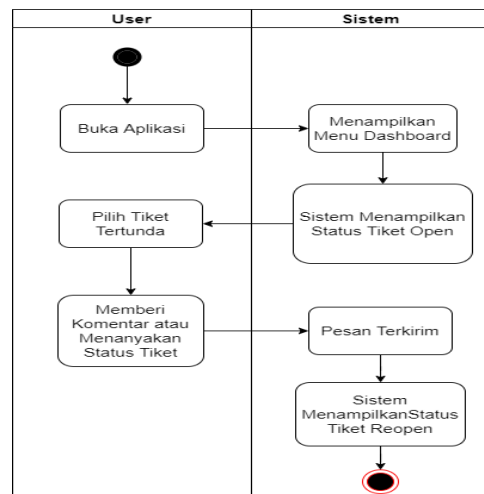 User
Sistem
Buka Aplikasi
Menampilkan
Menu Dashboard
Sistem Menampilkan
Status Tiket Open
Pilih Tiket
Tertunda
Memberi
Komentar atau
Menanyakan
Status Tiket
Pesan Terkirim
Sistem
MenampilkanStatus
Tiket Reopen